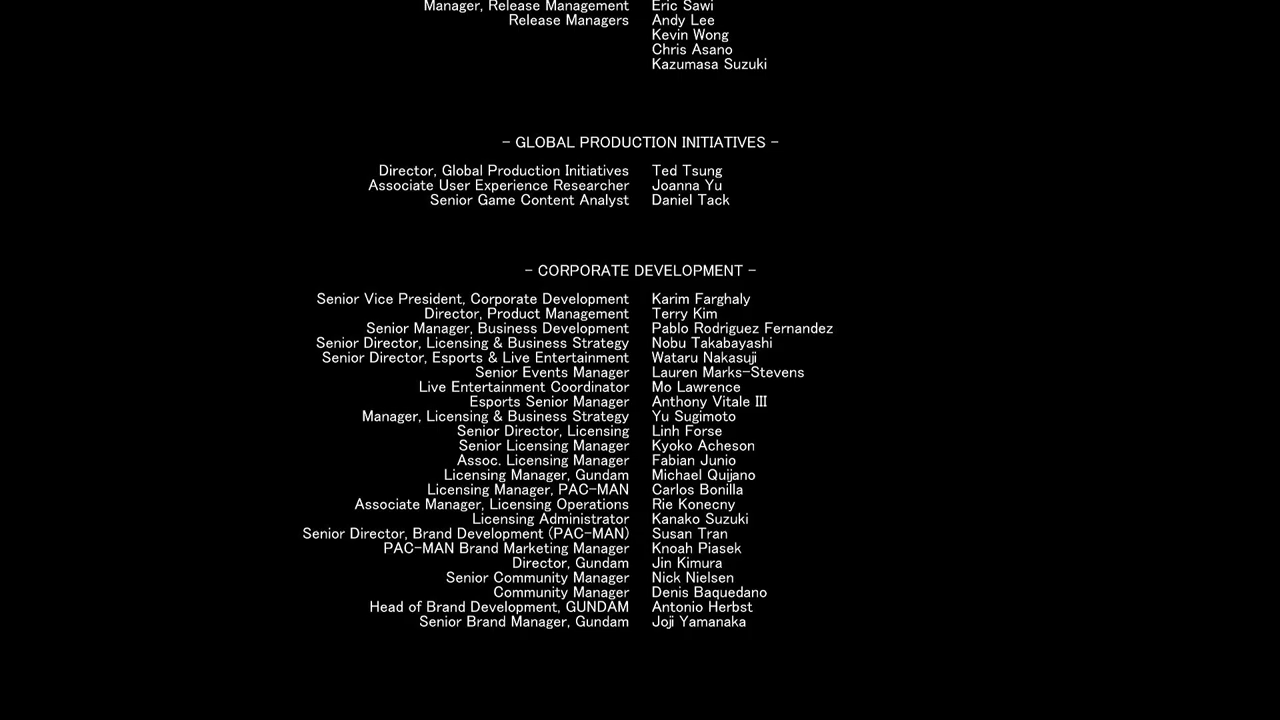 Manager, Release Management Eric Sawi
Release Managers Andy Lee
Kevin Wong
Chris Asano
Kazumasa Suzuki
- GLOBAL PRODUCTION INITIATIVES -
Director, Global Production Initiatives Ted Tsung
Associate User Experience Researcher Joanna Yu
Senior Game Content Analyst Daniel Tack
- CORPORATE DEVELOPMENT -
Senior Vice President, Corporate Development Karim Farghaly
Director, Product Management Terry Kim
Senior Manager, Business Development Pablo Rodriguez Fernandez
Senior Director, Licensing & Business Strategy Nobu Takabayashi
Senior Director, Esports & Live Entertainment Wataru Nakasuji
Senior Events Manager Lauren Marks-Stevens
Live Entertainment Coordinator Mo Lawrence
Esports Senior Manager Anthony Vitale III
Manager, Licensing & Business Strategy Yu Sugimoto
Senior Director, Licensing Linh Forse
Senior Licensing Manager Kyoko Acheson
Assoc. Licensing Manager Fabian Junio
Licensing Manager, Gundam Michael Quijano
Licensing Manager, PAC-MAN Carlos Bonilla
Associate Manager, Licensing Operations Rie Konecny
Licensing Administrator Kanako Suzuki
Senior Director, Brand Development (PAC-MAN) Susan Tran
PAC-MAN Brand Marketing Manager Knoah Piasek
Director, Gundam Jin Kimura
Senior Community Manager Nick Nielsen
Community Manager Denis Baquedano
Head of Brand Development, GUNDAM Antonio Herbst
Senior Brand Manager, Gundam Joji Yamanaka